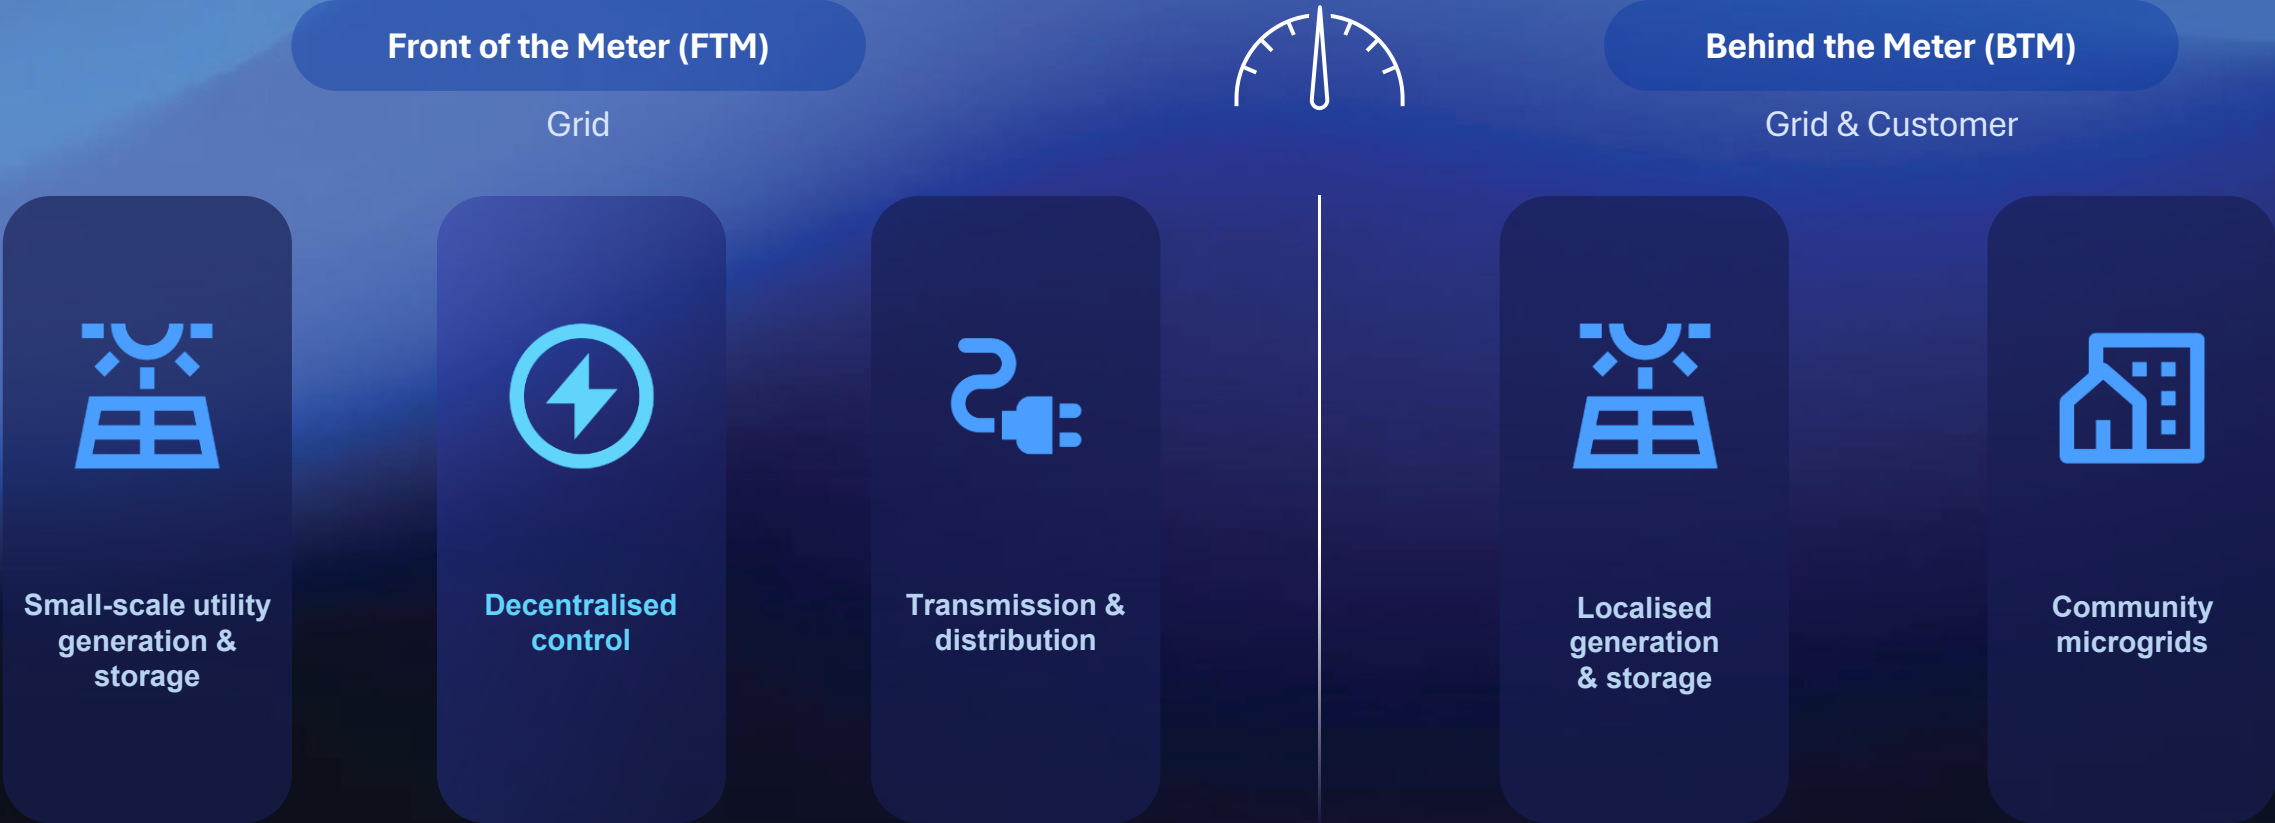 Front of the Meter (FTM)
Grid
Behind the Meter (BTM)
Grid & Customer
Small-scale utility
generation &
storage
Decentralised
control
Transmission &
distribution
Localised
generation
& storage
Community
microgrids